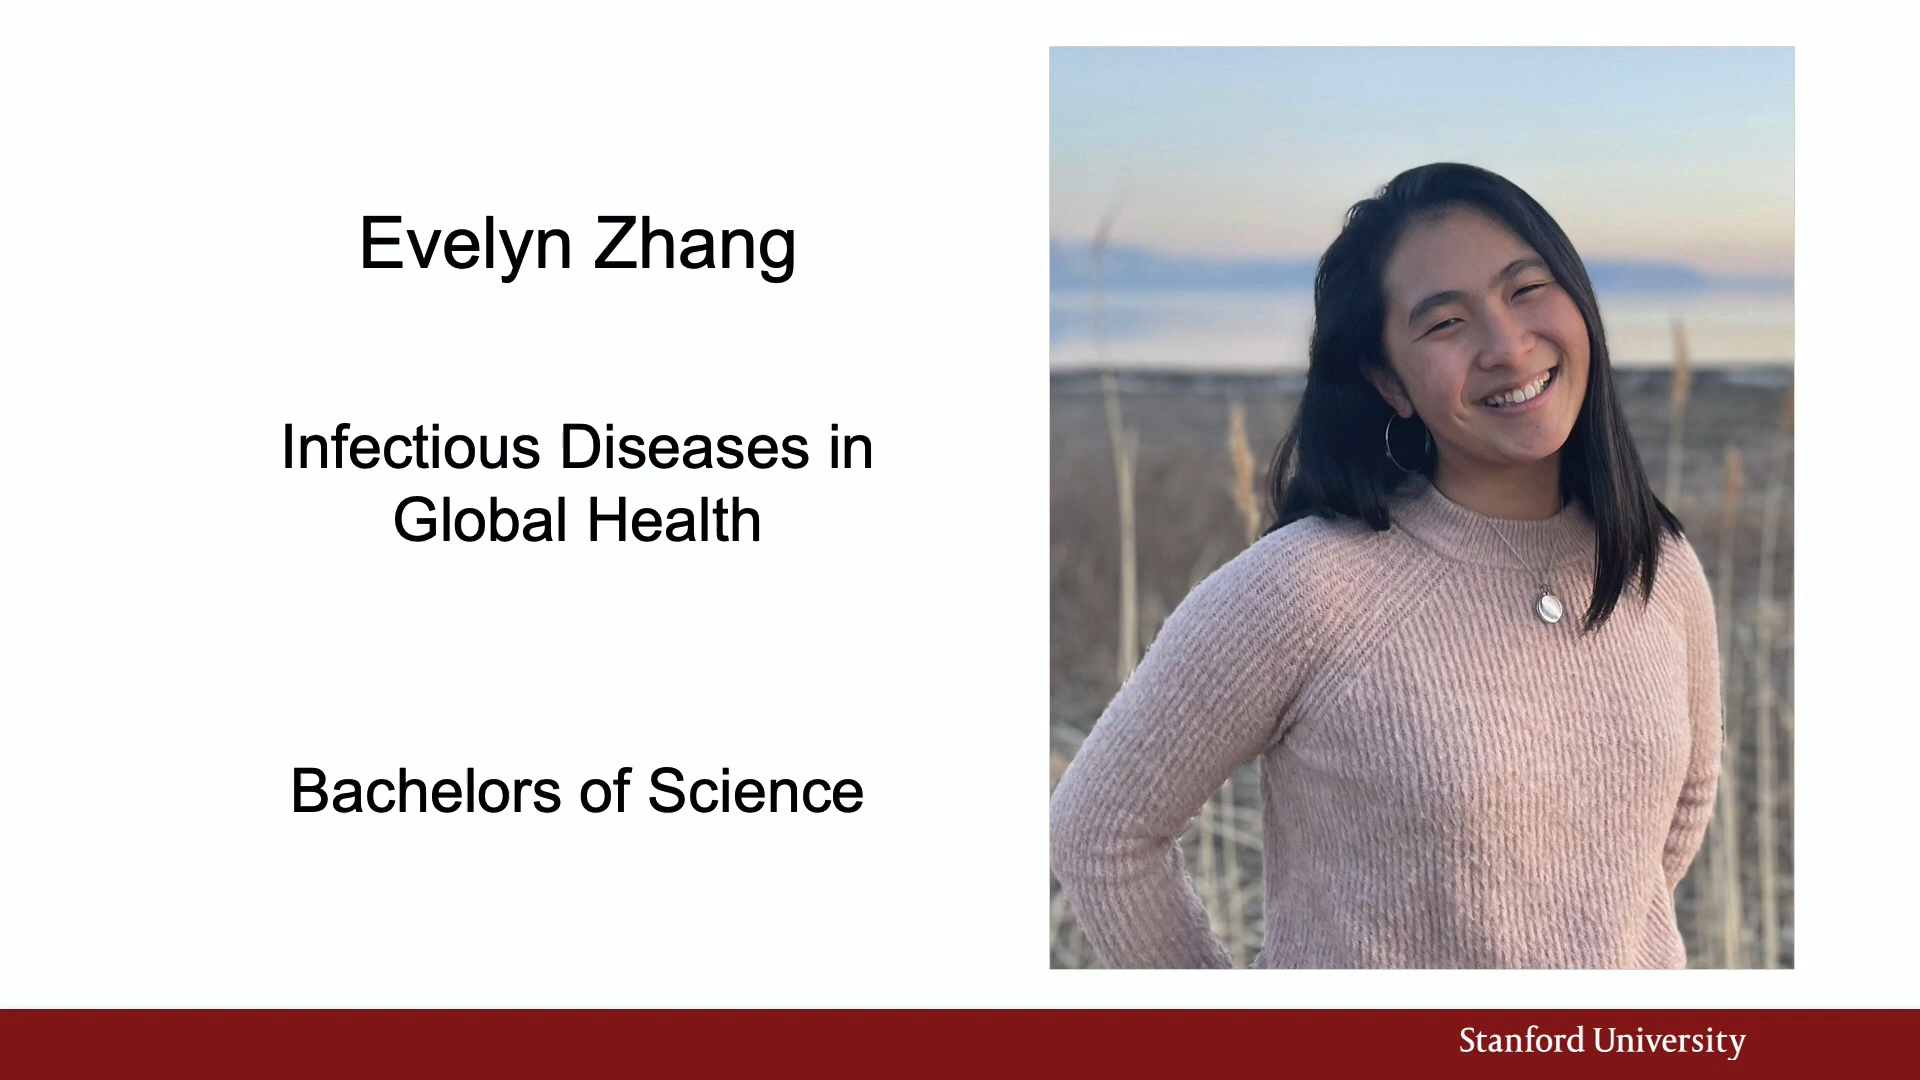 Evelyn Zhang
Infectious Diseases in
Global Health
Bachelors of Science
Stanford University